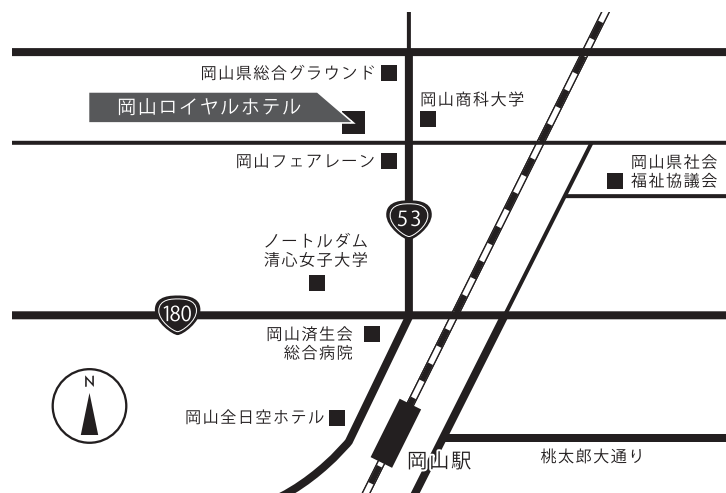 岡山県総合グラウンド
岡山ロイヤルホテル
岡山商科大学
岡山フェアレーン
岡山県社会
福祉協議会
53
ノートルダム
清心女子大学
180
岡山済生会
総合病院
N
岡山全日空ホテル
岡山駅
桃太郎大通り